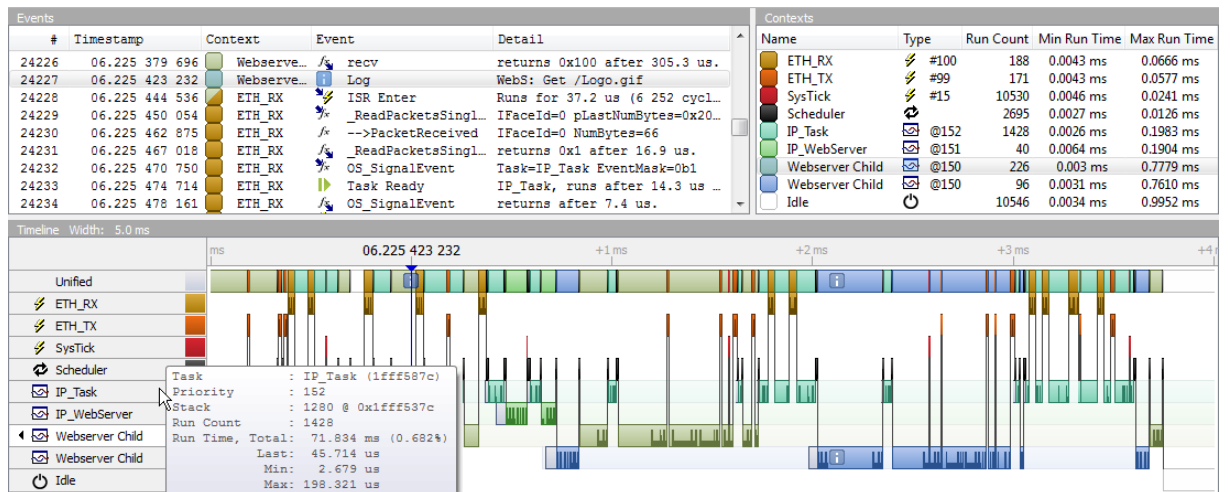 Events
# Timestamp Context Event Detail
24226 06.225 379 696 Webserve... fx recv returns 0x100 after 305.3 us.
24227 06.225 423 232 Webserve... i Log WebS: Get /Logo.gif
24228 06.225 444 536 ETH_RX ISR Enter Runs for 37.2 us (6 252 cycl...
24229 06.225 450 054 ETH_RX fx _ReadPacketsSingl... IFaceId=0 pLastNumBytes=0x20...
24230 06.225 462 875 ETH_RX fx -->PacketReceived IFaceId=0 NumBytes=66
24231 06.225 467 018 ETH_RX fx _ReadPacketsSingl... returns 0x1 after 16.9 us.
24232 06.225 470 750 ETH_RX fx OS_SignalEvent Task=IP_Task EventMask=0b1
24233 06.225 474 714 ETH_RX Task Ready IP_Task, runs after 14.3 us ...
24234 06.225 478 161 ETH_RX fx OS_SignalEvent returns after 7.4 us.
Contexts
Name Type Run Count Min Run Time Max Run Time
ETH_RX #100 188 0.0043 ms 0.0666 ms
ETH_TX #99 171 0.0043 ms 0.0577 ms
SysTick #15 10530 0.0046 ms 0.0241 ms
Scheduler 2695 0.0027 ms 0.0126 ms
IP_Task @152 1428 0.0026 ms 0.1983 ms
IP_WebServer @151 40 0.0064 ms 0.1904 ms
Webserver Child @150 226 0.003 ms 0.7779 ms
Webserver Child @150 96 0.0031 ms 0.7610 ms
Idle 10546 0.0034 ms 0.9952 ms
Timeline Width: 5.0 ms
ms 06.225 423 232 +1ms +2ms +3ms
Unified i i
ETH_RX
ETH_TX
SysTick
Scheduler
IP_Task
IP_WebServer
Webserver Child
Webserver Child i
Idle
Task : IP_Task (1fff587c)
Priority : 152
Stack : 1280 @ 0x1fff537c
Run Count : 1428
Run Time, Total: 71.834 ms (0.682%)
Last: 45.714 us
Min: 2.679 us
Max: 198.321 us